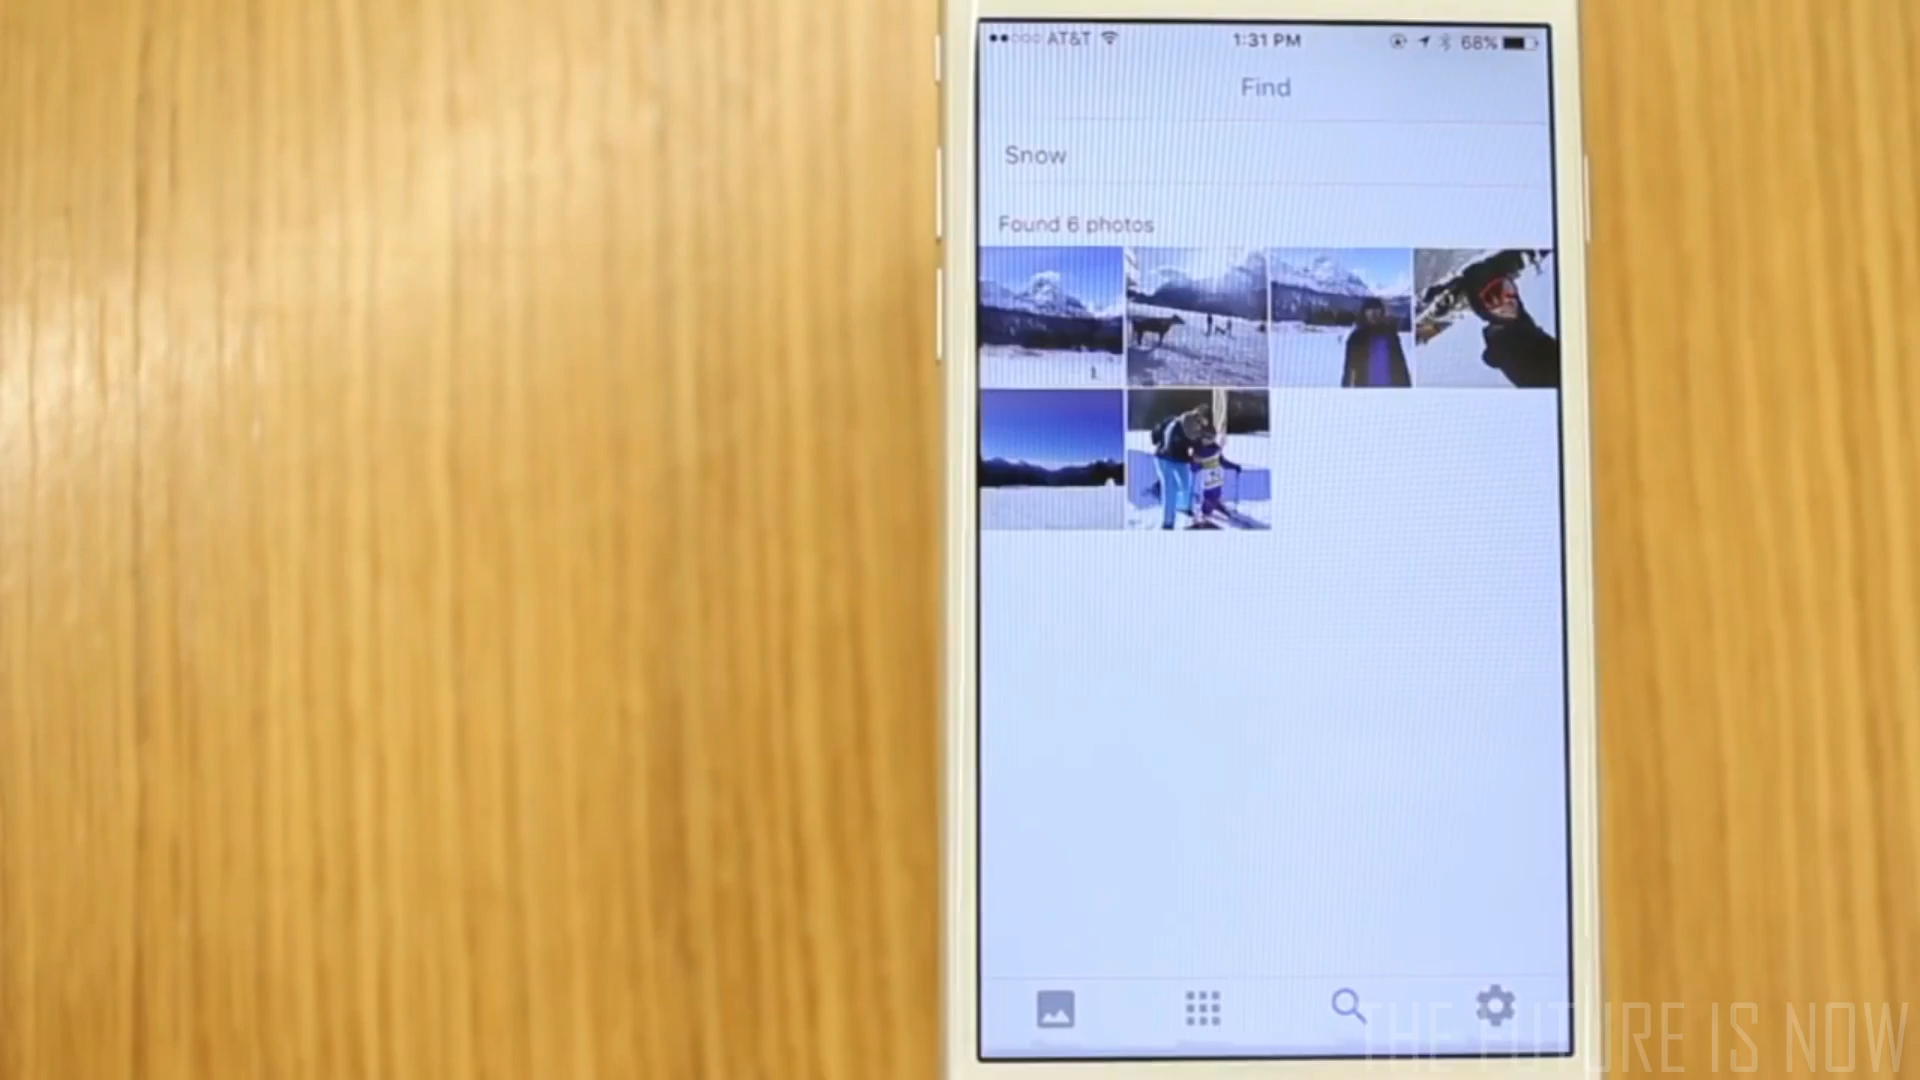 AT&T 1:31 PM 68%
Find
Snow
Found 6 photos
THE FUTURE IS NOW